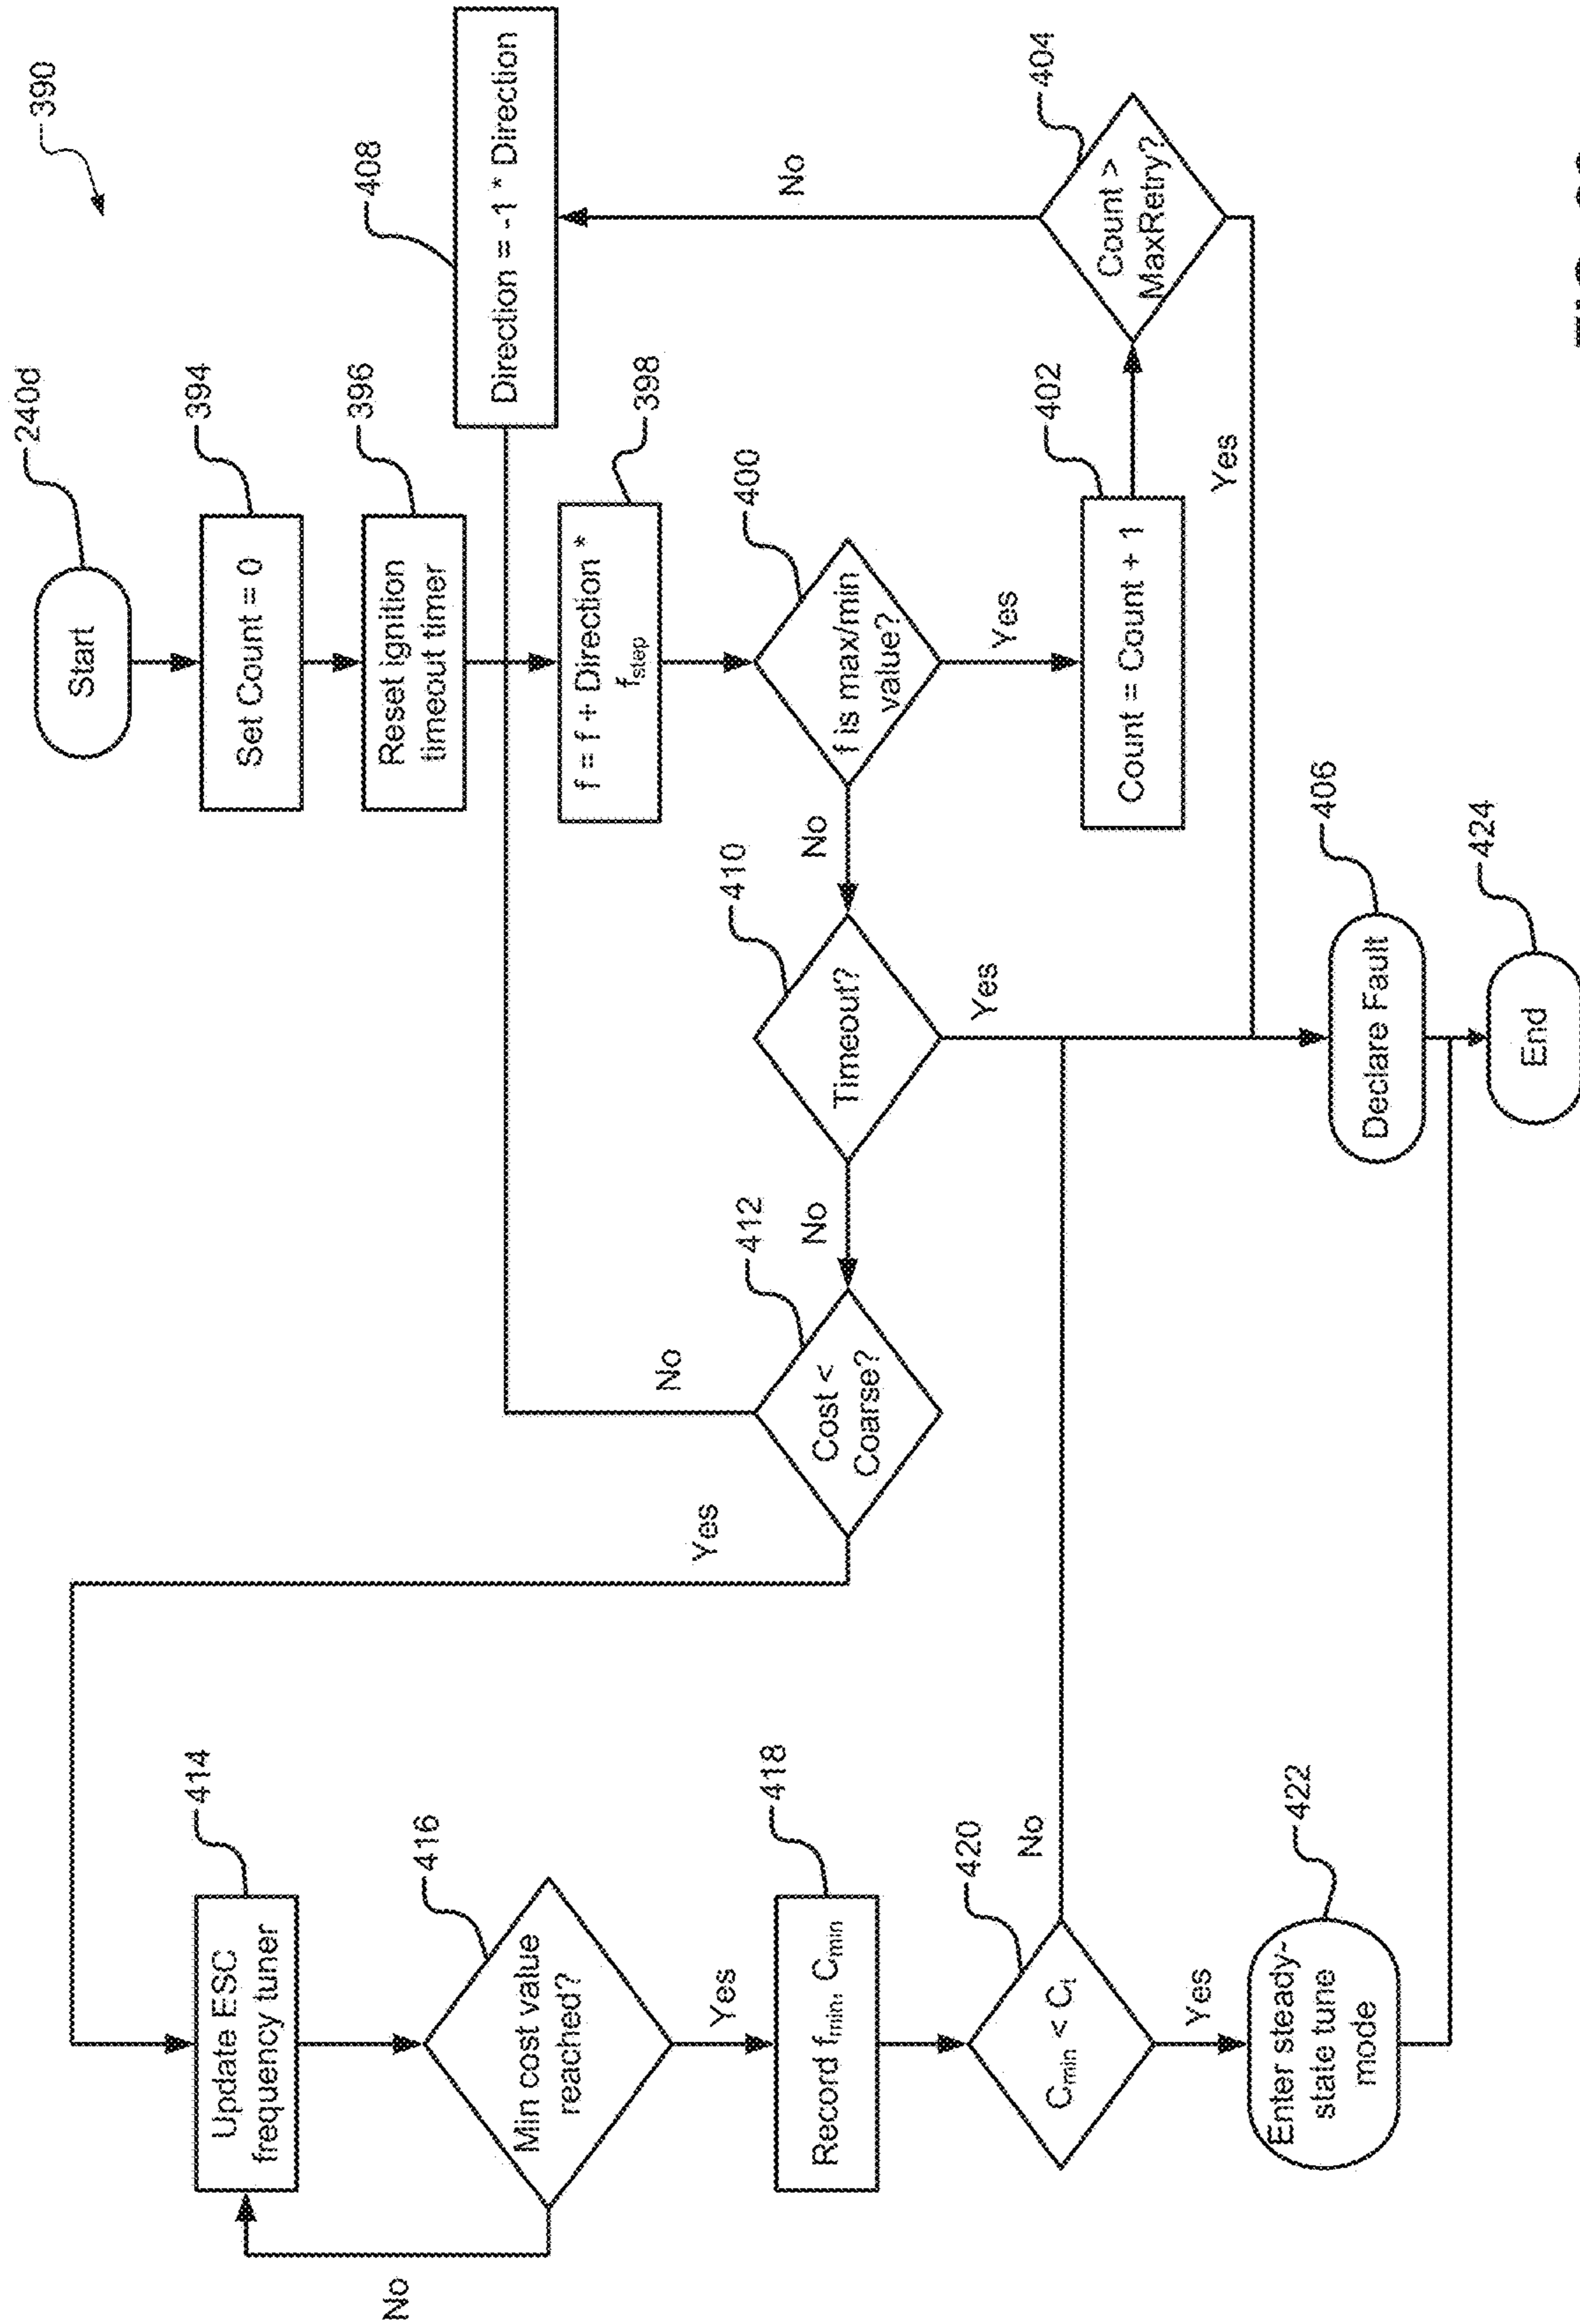 390
Start
240d
Set Count = 0
394
Reset ignition
timeout timer
396
Direction = -1 * Direction
408
f = f + Direction *
fstep
398
f is max/min
value?
400
Yes
No
Count = Count + 1
402
Count >
MaxRetry?
404
No
Yes
Timeout?
410
Yes
No
Cost <
Coarse?
412
No
Yes
Declare Fault
406
End
424
Update ESC
frequency tuner
414
Min cost value
reached?
416
No
Yes
Record fmin, Cmin
418
Cmin < Ct
420
No
Yes
Enter steady-
state tune
mode
422